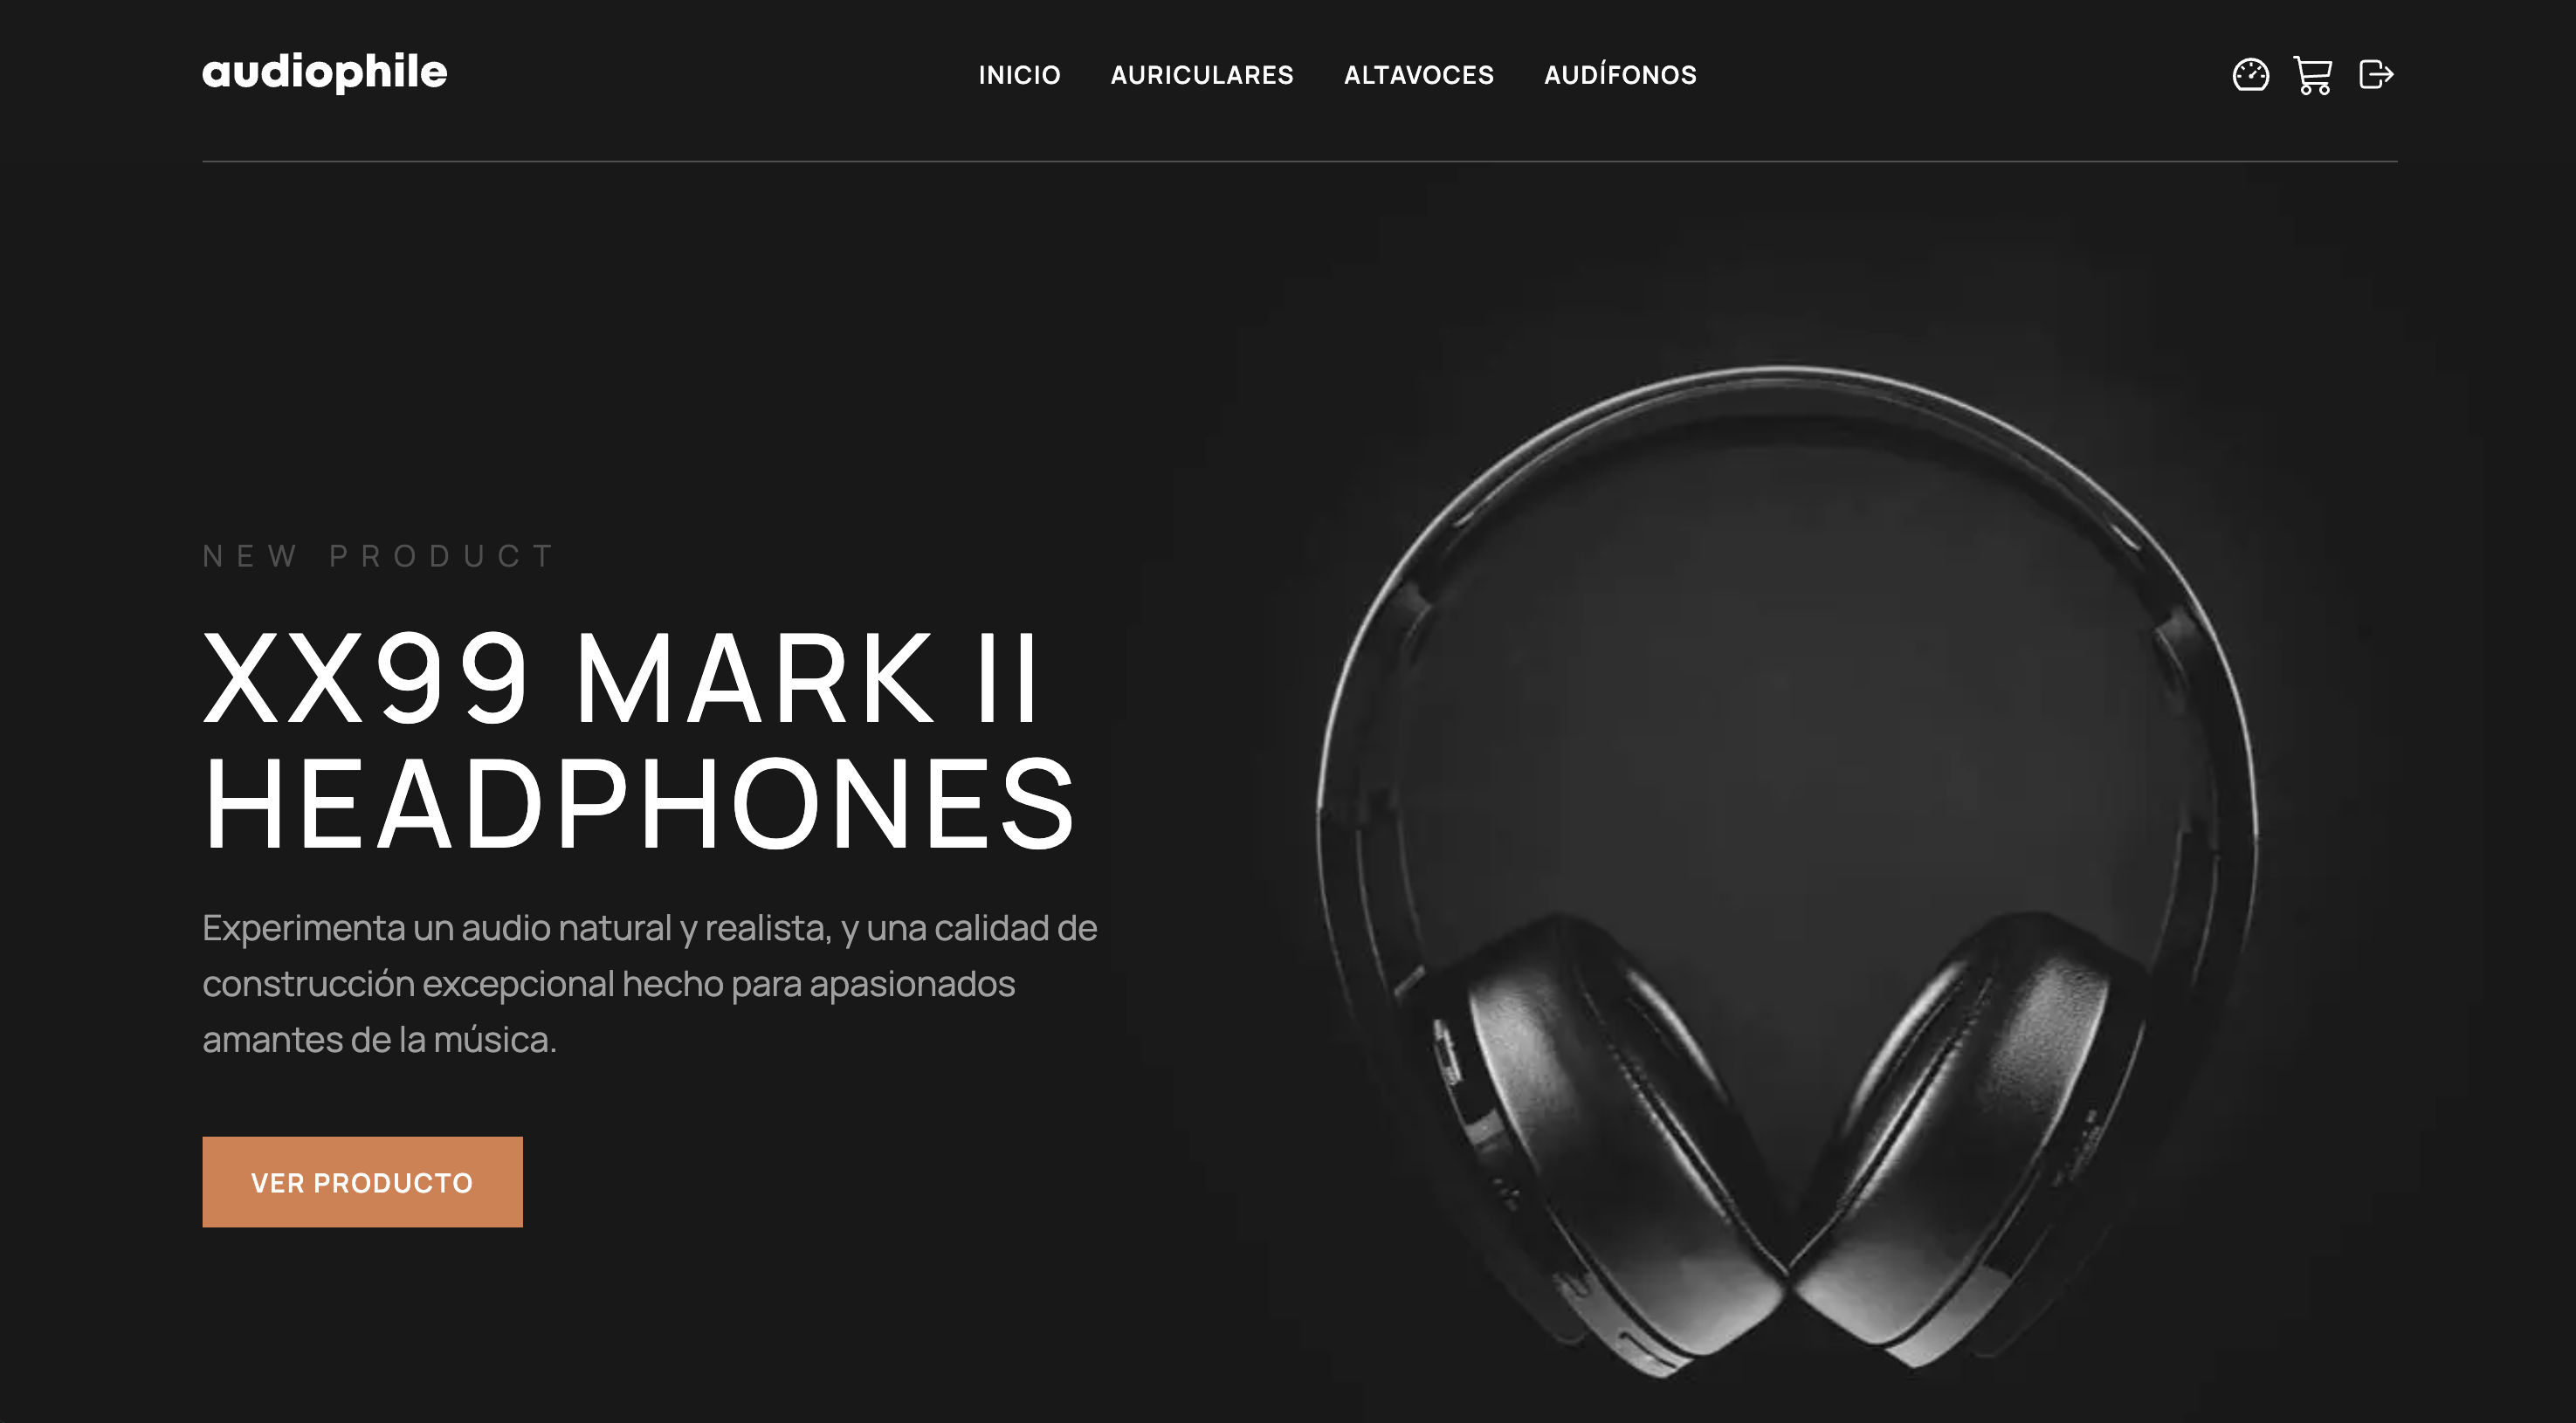 audiophile
INICIO AURICULARES ALTAVOCES AUDÍFONOS
NEW PRODUCT
XX99 MARK II
HEADPHONES
Experimenta un audio natural y realista, y una calidad de
construcción excepcional hecho para apasionados
amantes de la música.
VER PRODUCTO